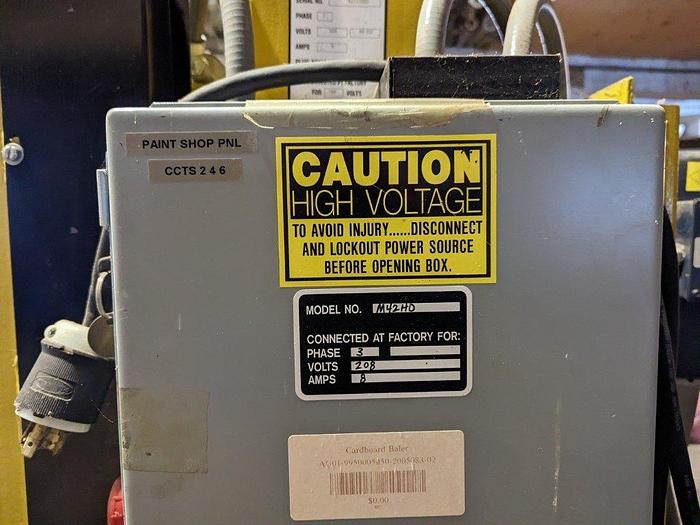 PHASE
VOLTS
AMPS
FOR VOLTS
PAINT SHOP PNL
CCTS 2 4 6
CAUTION
HIGH VOLTAGE
TO AVOID INJURY......DISCONNECT
AND LOCKOUT POWER SOURCE
BEFORE OPENING BOX.
MODEL NO. M42HD
CONNECTED AT FACTORY FOR:
PHASE 3
VOLTS 208
AMPS 8
Cardboard Baler
$0.00